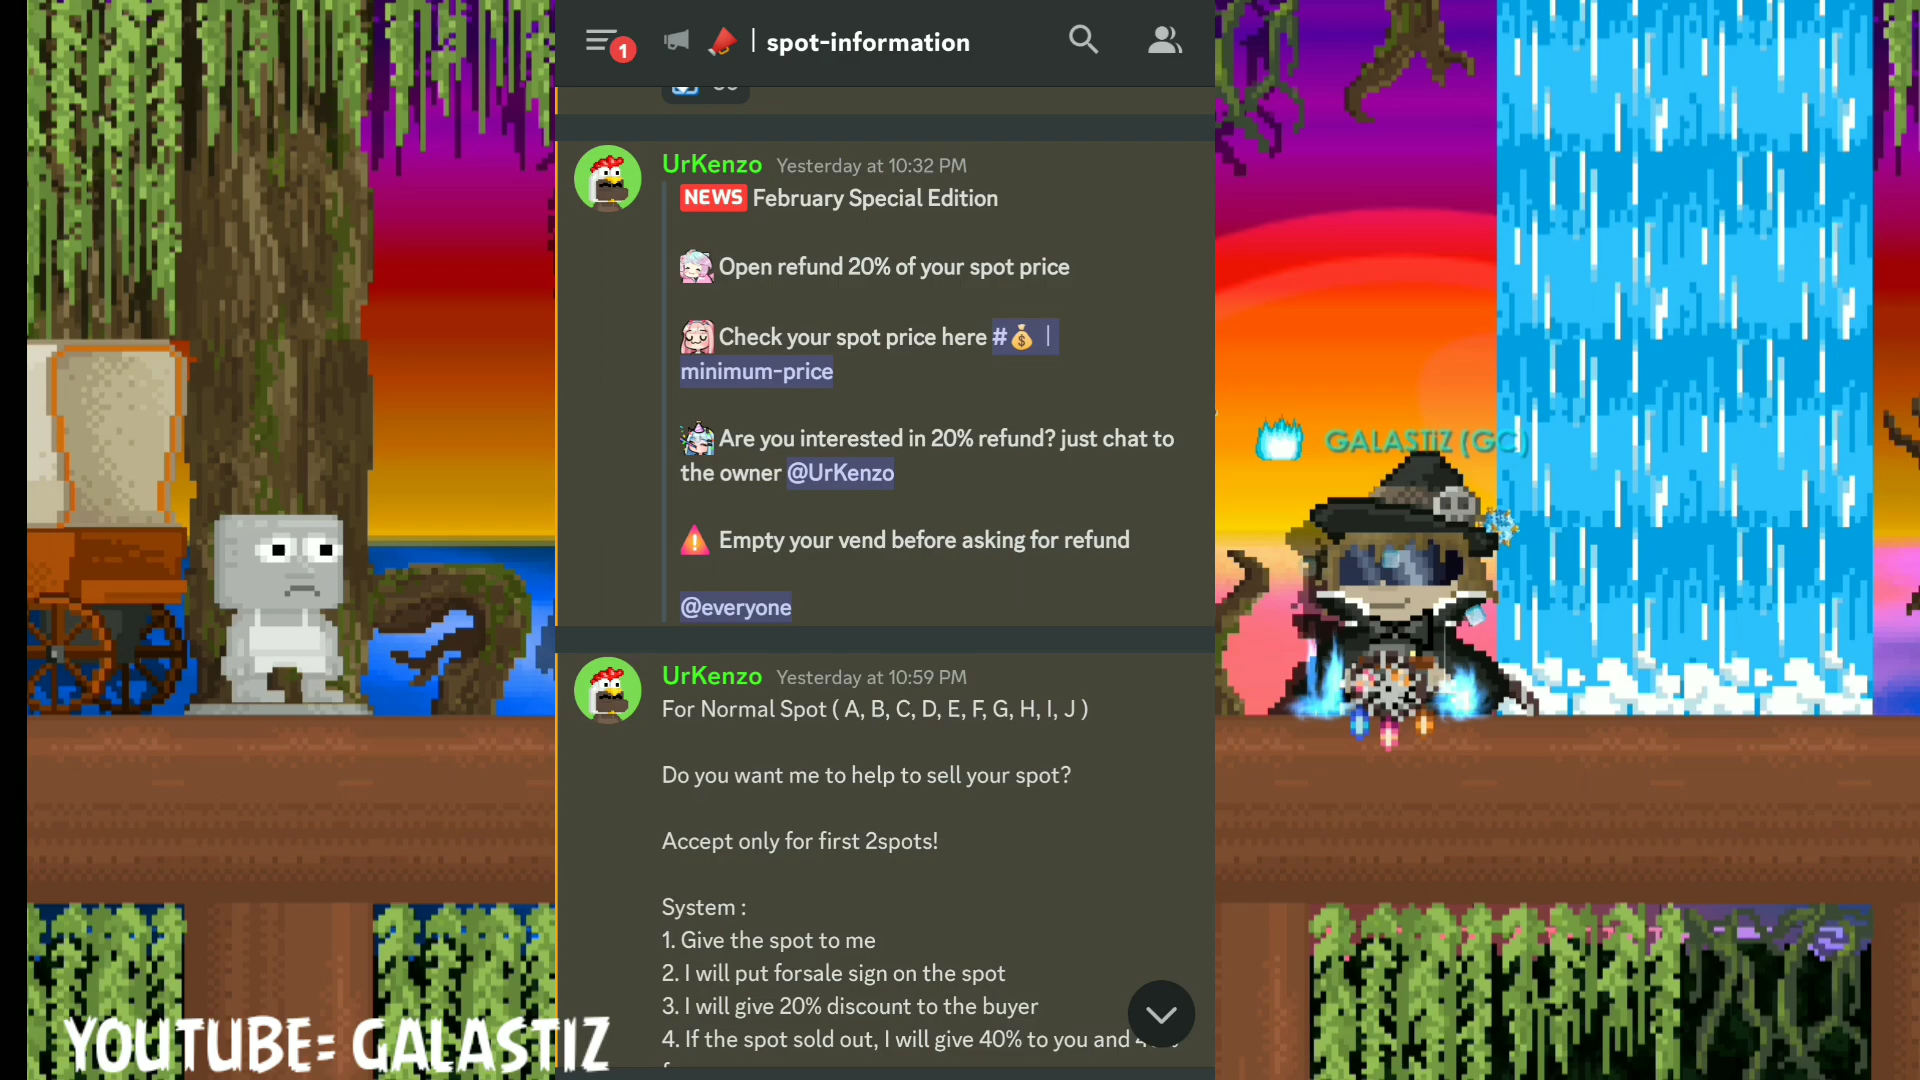 1
| spot-information
UrKenzo Yesterday at 10:32 PM
NEWS February Special Edition
Open refund 20% of your spot price
Check your spot price here # |
minimum-price
Are you interested in 20% refund? just chat to
the owner @UrKenzo
Empty your vend before asking for refund
@everyone
UrKenzo Yesterday at 10:59 PM
For Normal Spot ( A, B, C, D, E, F, G, H, I, J )
Do you want me to help to sell your spot?
Accept only for first 2spots!
System :
1. Give the spot to me
2. I will put forsale sign on the spot
3. I will give 20% discount to the buyer
4. If the spot sold out, I will give 40% to you and
GALASTiZ (GC)
YOUTUBE= GALASTIZ